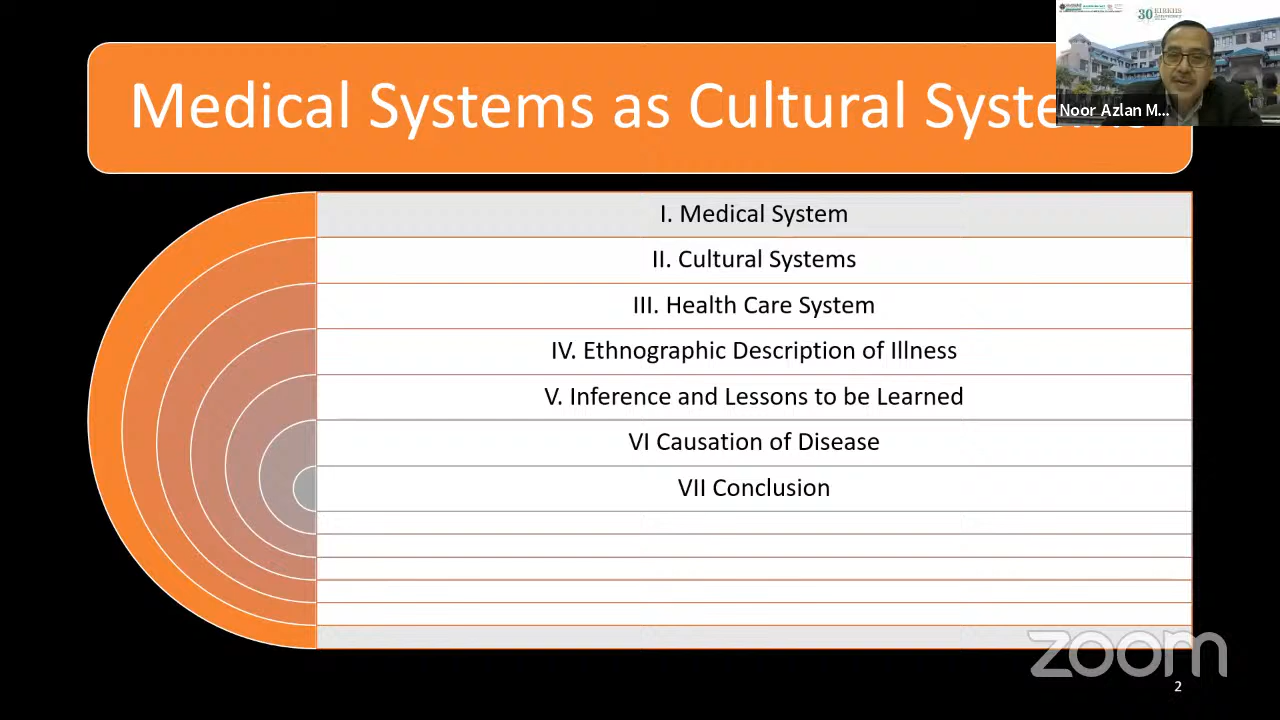 Medical Systems as Cultural Syste
30
Noor Azlan M...
I. Medical System
II. Cultural Systems
III. Health Care System
IV. Ethnographic Description of Illness
V. Inference and Lessons to be Learned
VI Causation of Disease
VII Conclusion
zoom
2